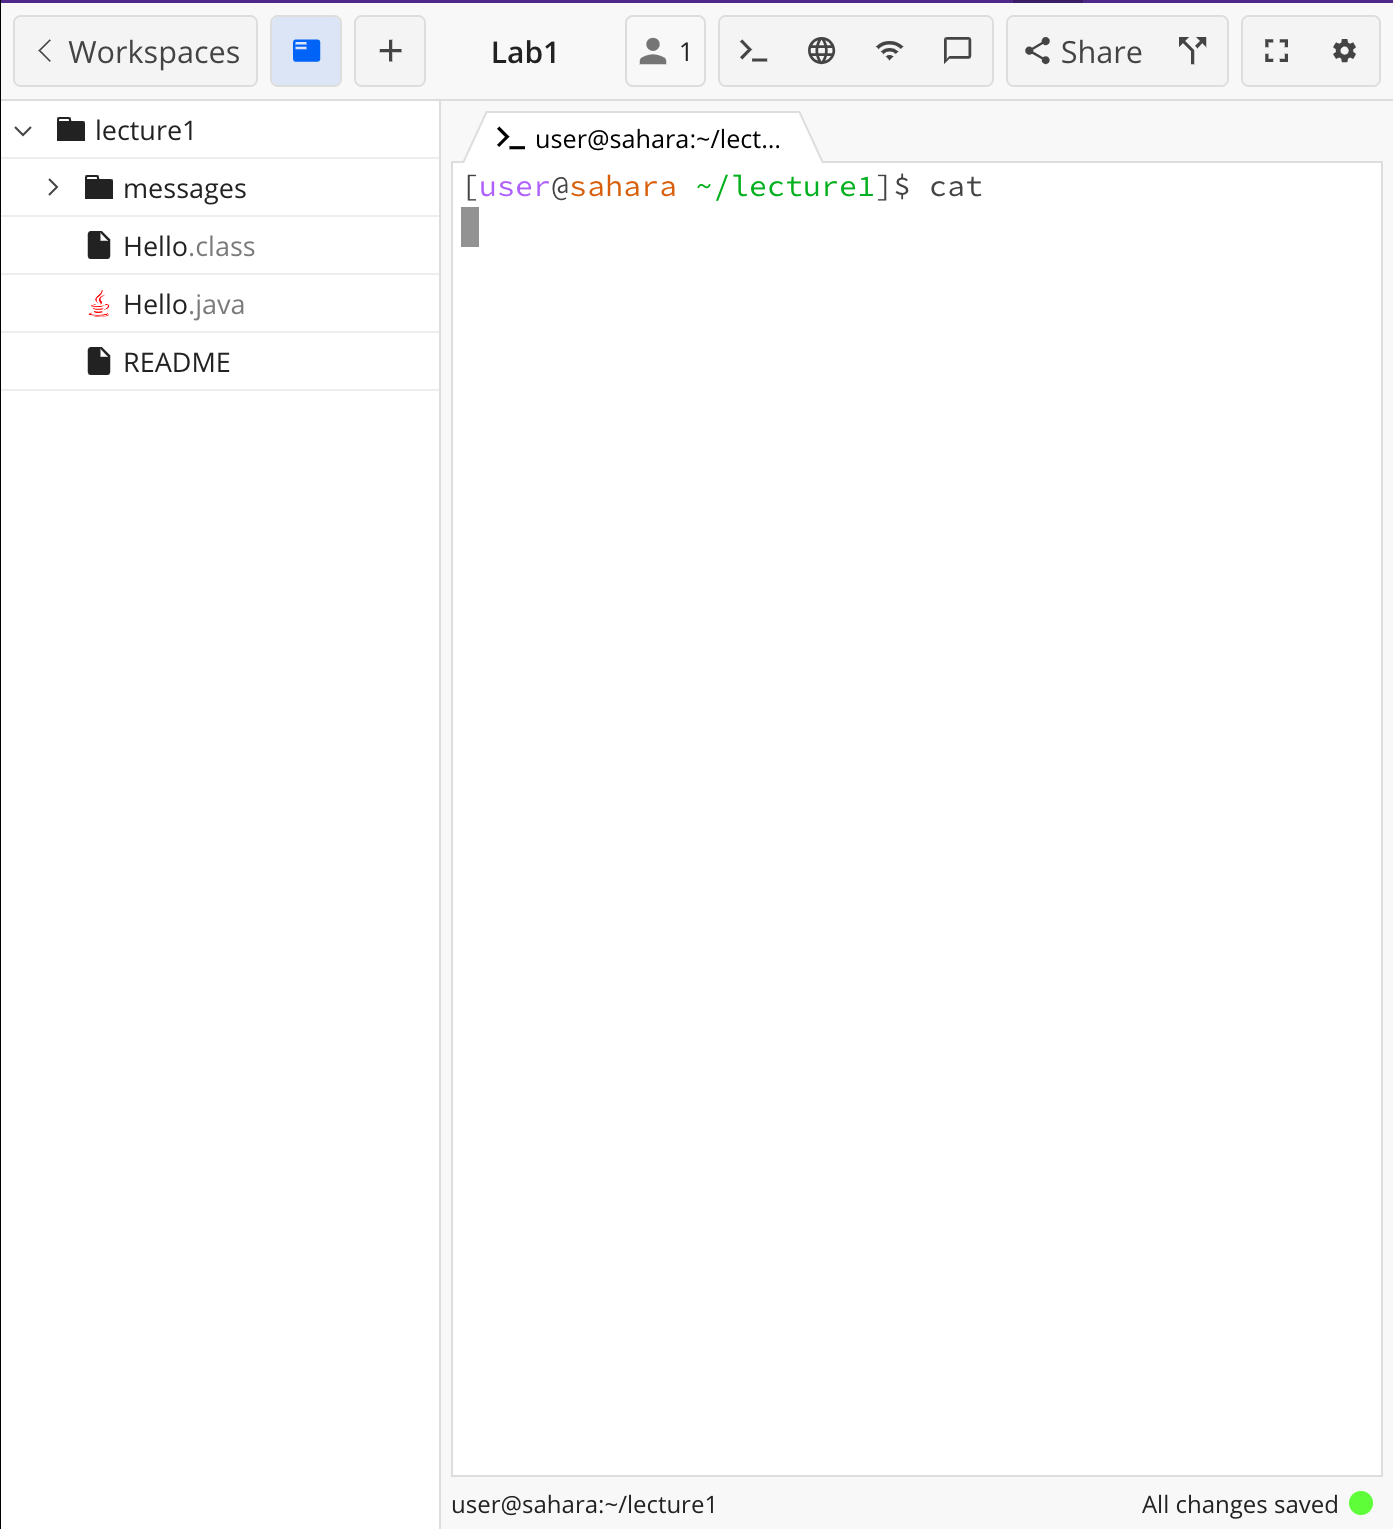 Workspaces
Lab1
1
Share
lecture1
messages
Hello.class
Hello.java
README
user@sahara:~/lect...
[user@sahara ~/lecture1]$ cat
user@sahara:~/lecture1
All changes saved